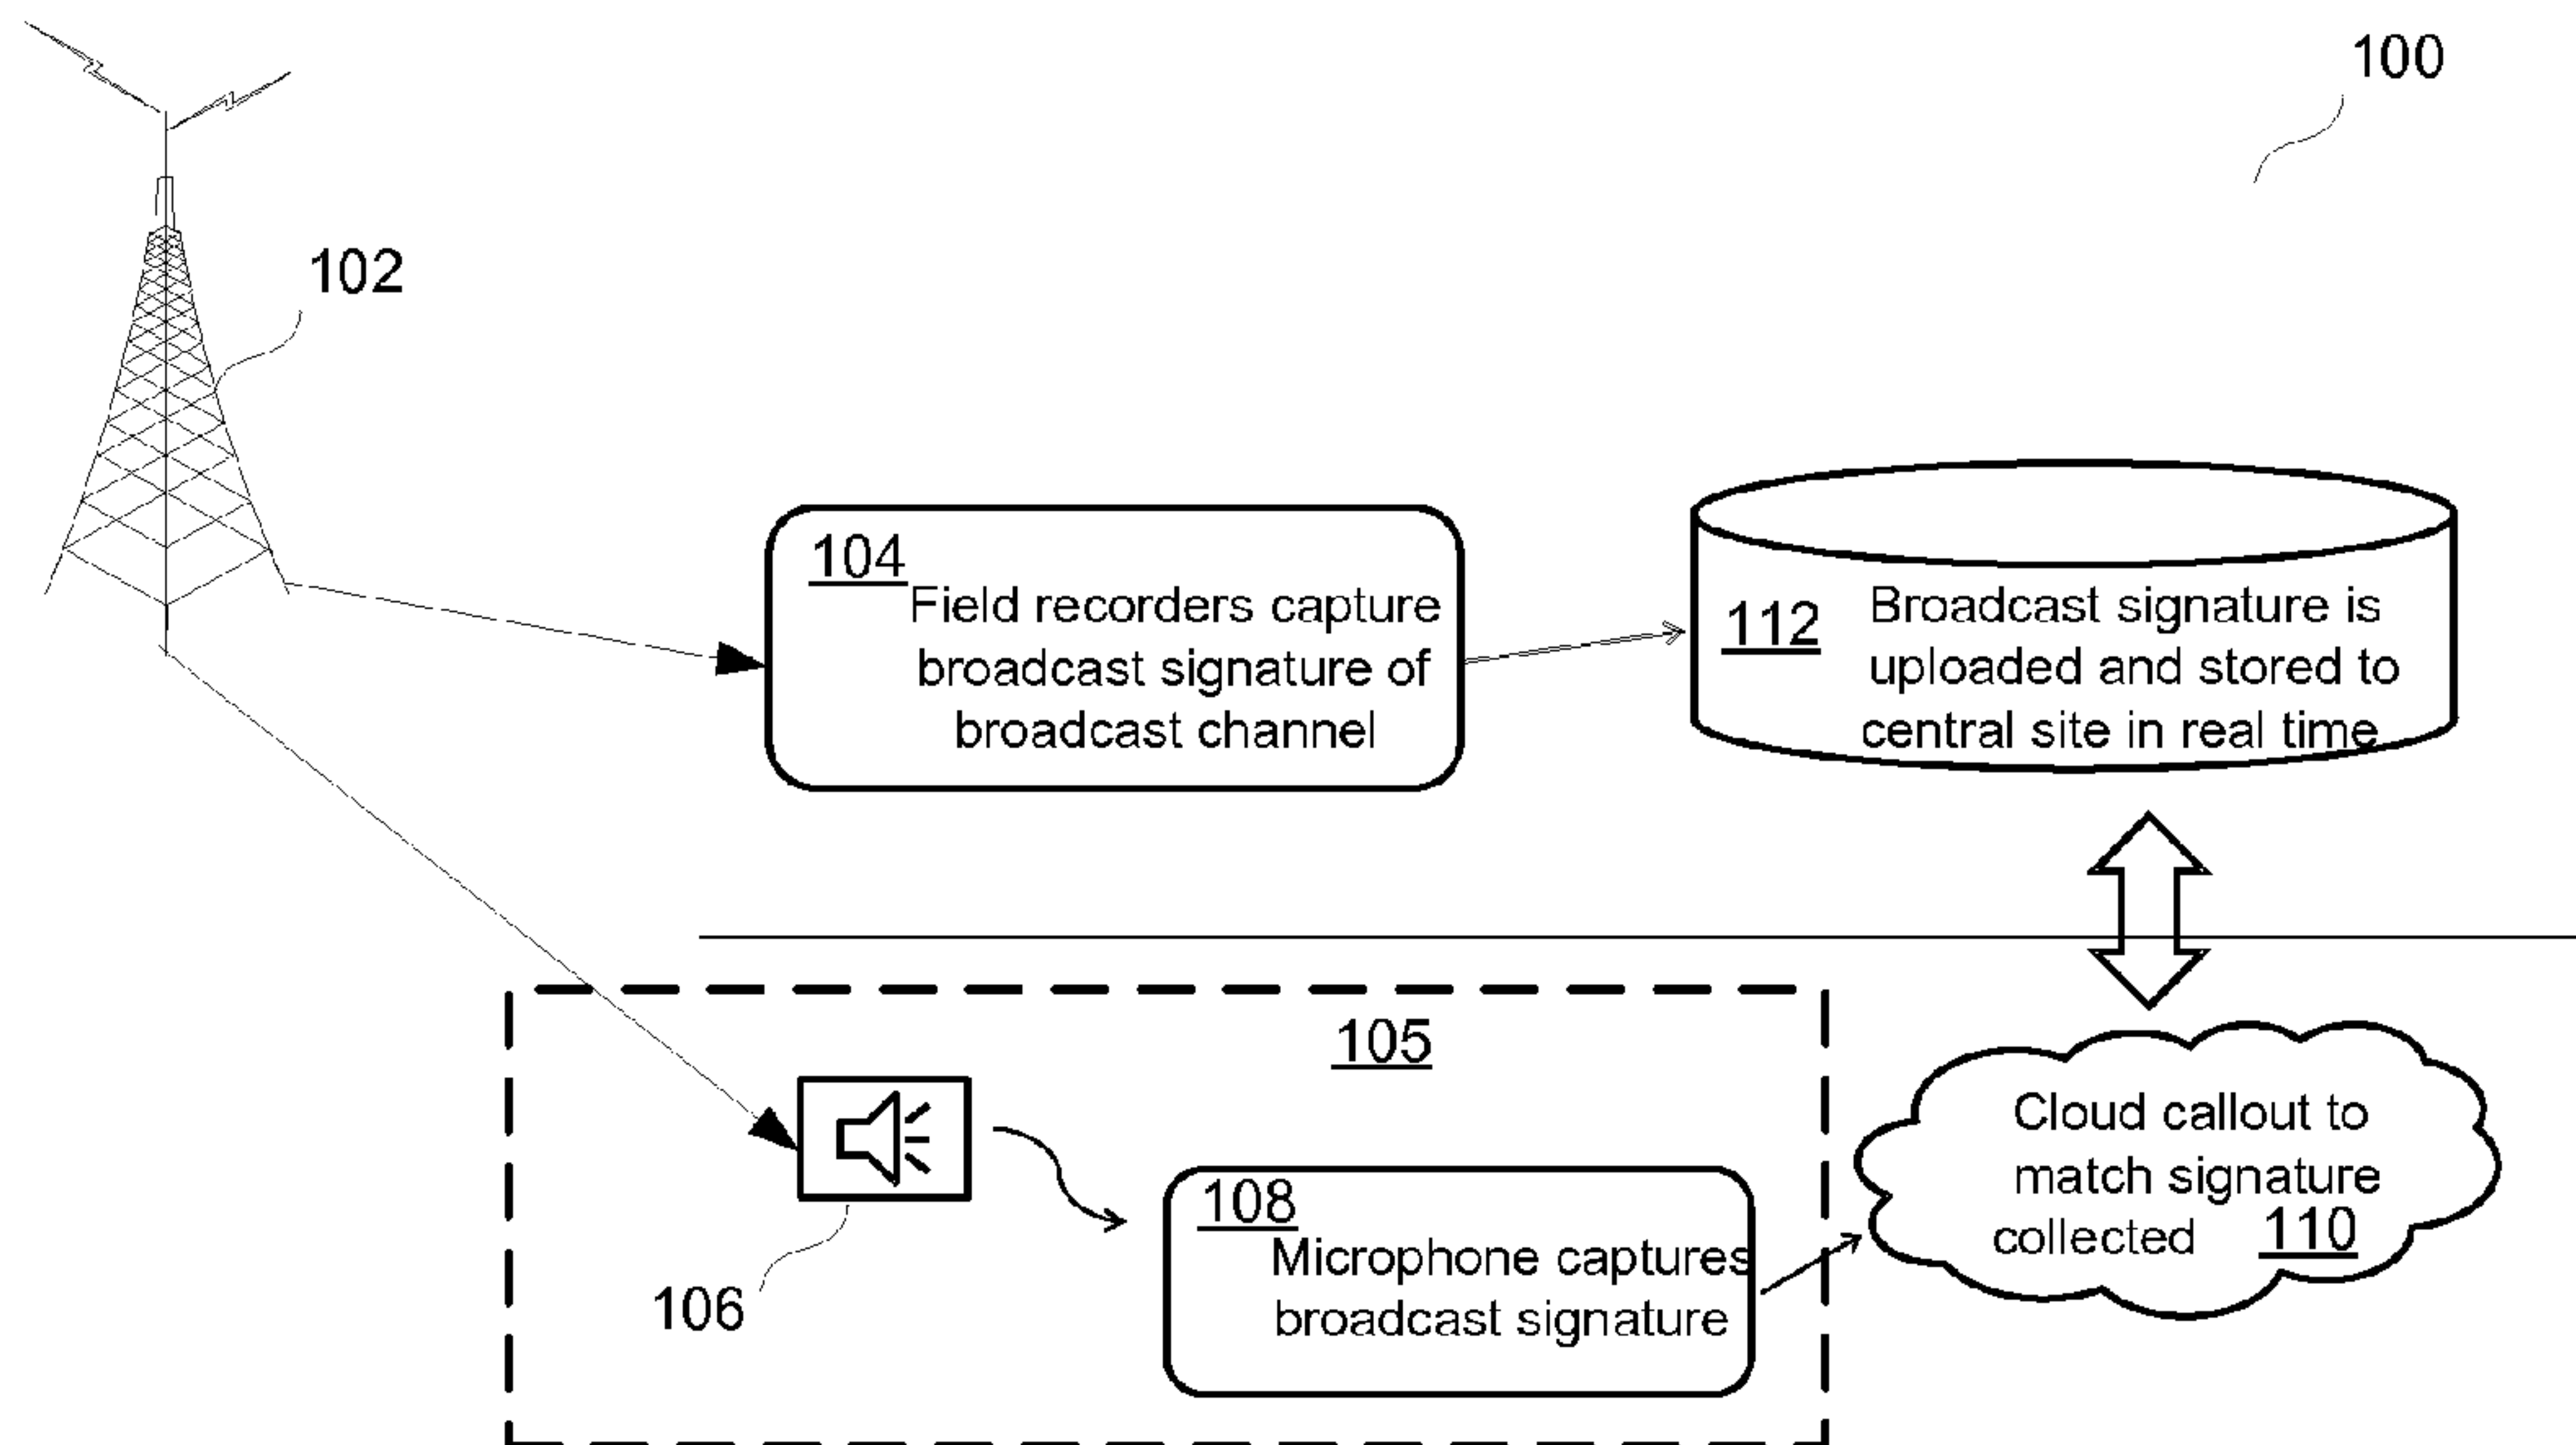 100
102
104
Field recorders capture
broadcast signature of
broadcast channel
112
Broadcast signature is
uploaded and stored to
central site in real time
105
106
108
Microphone captures
broadcast signature
Cloud callout to
match signature
collected 110